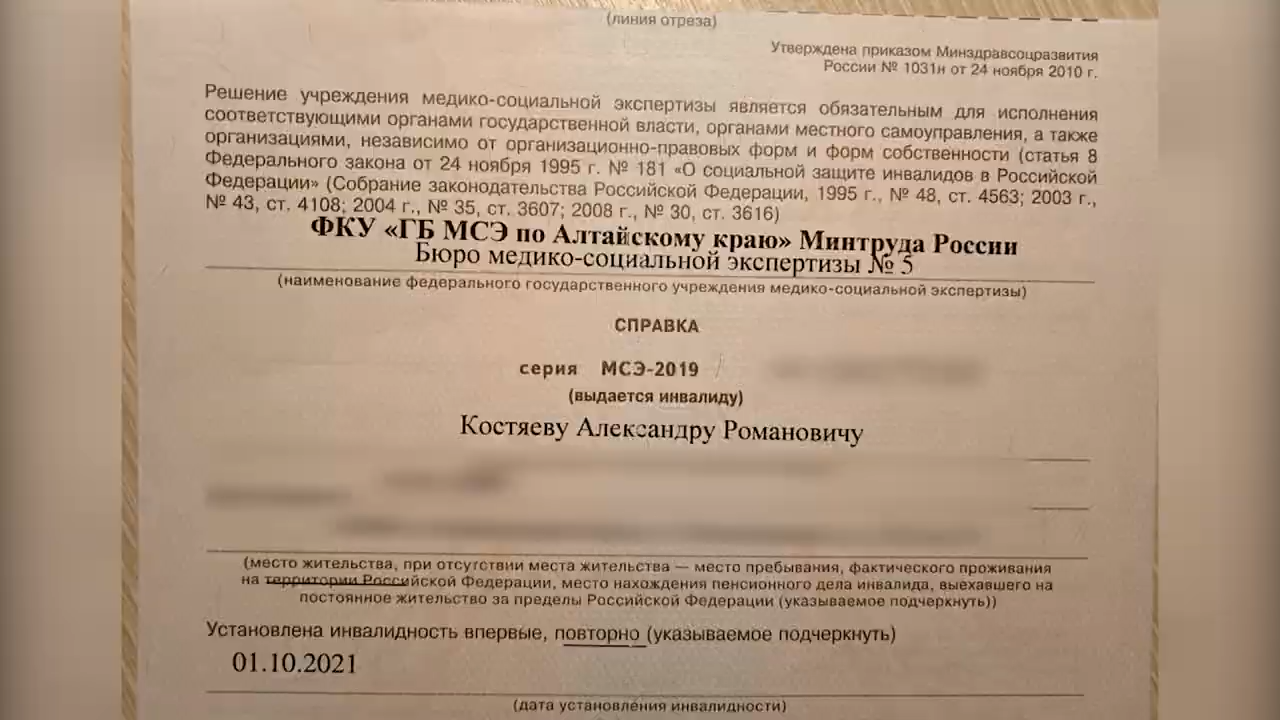 (линия отреза)
Утверждена приказом Минздравсоцразвития
России № 1031н от 24 ноября 2010 г.
Решение учреждения медико-социальной экспертизы является обязательным для исполнения
соответствующими органами государственной власти, органами местного самоуправления, а также
организациями, независимо от организационно-правовых форм и форм собственности (статья 8
Федерального закона от 24 ноября 1995 г. № 181 «О социальной защите инвалидов в Российской
Федерации» (Собрание законодательства Российской Федерации, 1995 г., № 48, ст. 4563; 2003 г.,
№ 43, ст. 4108; 2004 г., № 35, ст. 3607; 2008 г., № 30, ст. 3616)
ФКУ «ГБ МСЭ по Алтайскому краю» Минтруда России
Бюро медико-социальной экспертизы № 5
(наименование федерального государственного учреждения медико-социальной экспертизы)
СПРАВКА
серия МСЭ-2019
(выдается инвалиду)
Костяеву Александру Романовичу
(место жительства, при отсутствии места жительства — место пребывания, фактического проживания
на территории Российской Федерации, место нахождения пенсионного дела инвалида, выехавшего на
постоянное жительство за пределы Российской Федерации (указываемое подчеркнуть))
Установлена инвалидность впервые, повторно (указываемое подчеркнуть)
01.10.2021
(дата установления инвалидности)